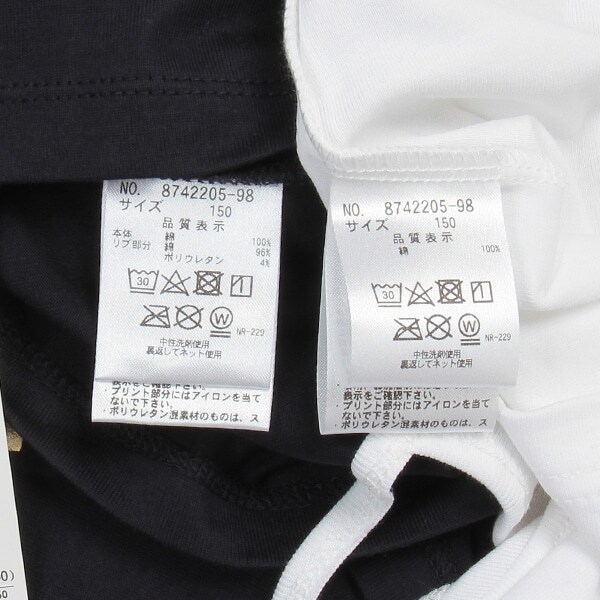 NO. 8742205-98
サイズ 150
品質表示
本体 綿 100%
リブ部分 綿 96%
ポリウレタン 4%
30
NR-229
中性洗剤使用
裏返してネット使用
表示をご確認下さい。
・プリント部分にはアイロンを当て
ないで下さい。
・ポリウレタン混素材のものは、ス
NO. 8742205-98
サイズ 150
品質表示
綿 100%
30
W
NR-229
中性洗剤使用
裏返してネット使用
表示をご確認下さい。
・プリント部分にはアイロンを当て
ないで下さい。
・ポリウレタン混素材のものは、ス